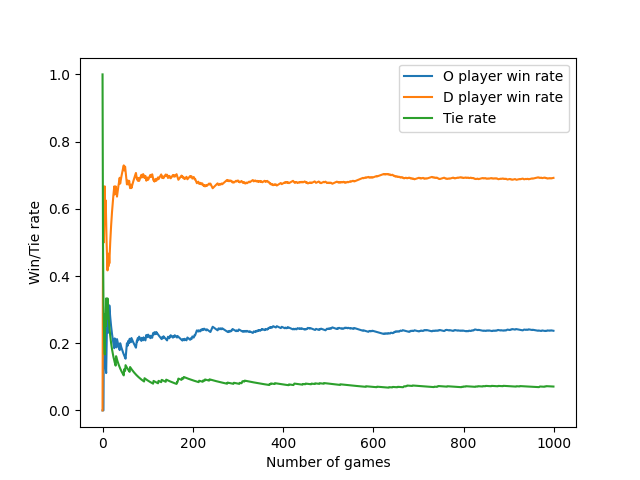 O player win rate
D player win rate
Tie rate
Win/Tie rate
1.0
0.8
0.6
0.4
0.2
0.0
0 200 400 600 800 1000
Number of games